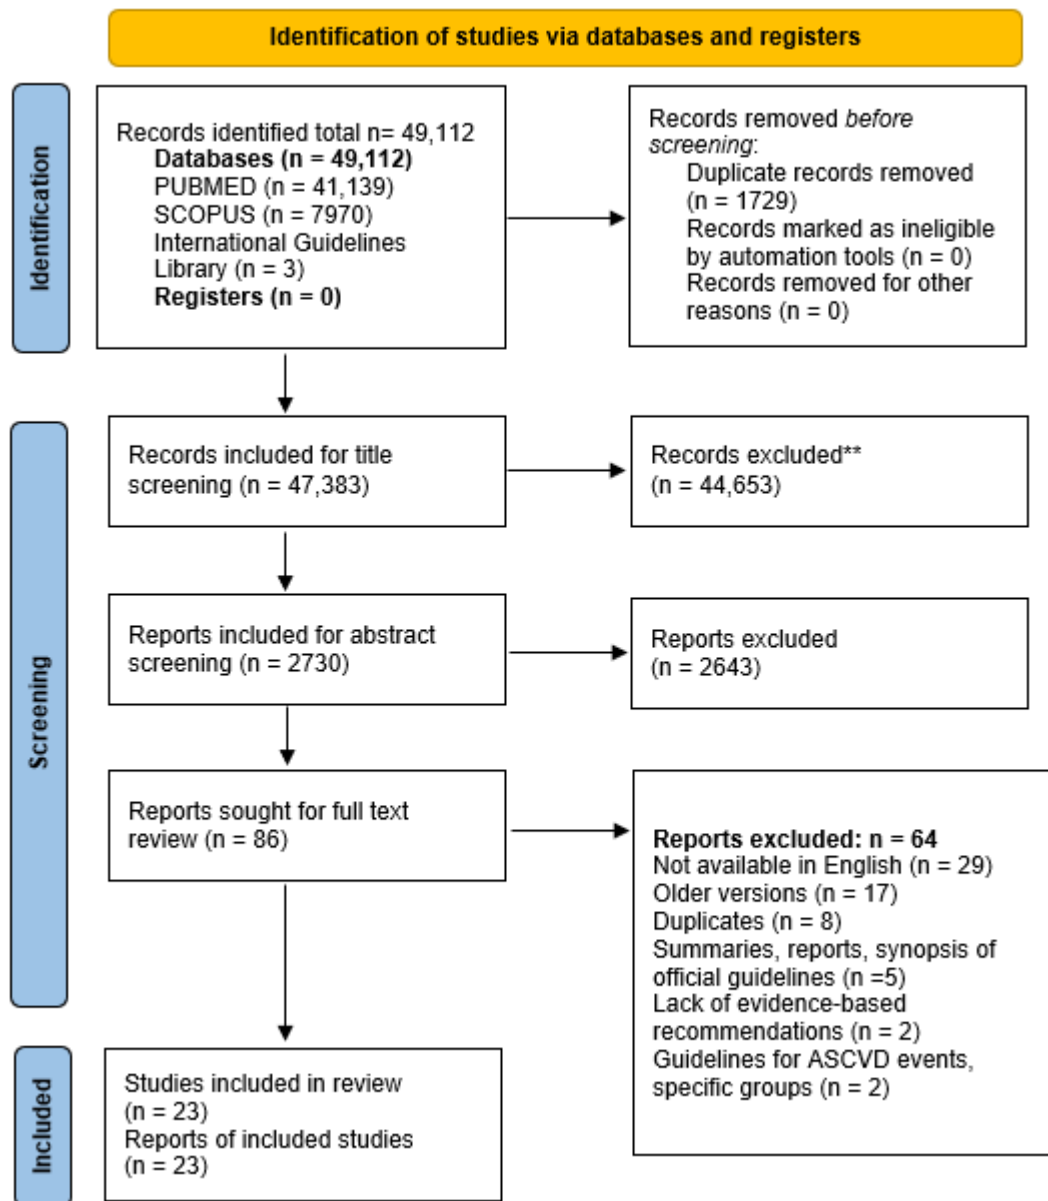 Identification of studies via databases and registers
Identification
Records identified total n= 49,112
Databases (n = 49,112)
PUBMED (n = 41,139)
SCOPUS (n = 7970)
International Guidelines
Library (n = 3)
Registers (n = 0)
Records removed before
screening:
Duplicate records removed
(n = 1729)
Records marked as ineligible
by automation tools (n = 0)
Records removed for other
reasons (n = 0)
Screening
Records included for title
screening (n = 47,383)
Records excluded**
(n = 44,653)
Reports included for abstract
screening (n = 2730)
Reports excluded
(n = 2643)
Reports sought for full text
review (n = 86)
Reports excluded: n = 64
Not available in English (n = 29)
Older versions (n = 17)
Duplicates (n = 8)
Summaries, reports, synopsis of
official guidelines (n =5)
Lack of evidence-based
recommendations (n = 2)
Guidelines for ASCVD events,
specific groups (n = 2)
Included
Studies included in review
(n = 23)
Reports of included studies
(n = 23)